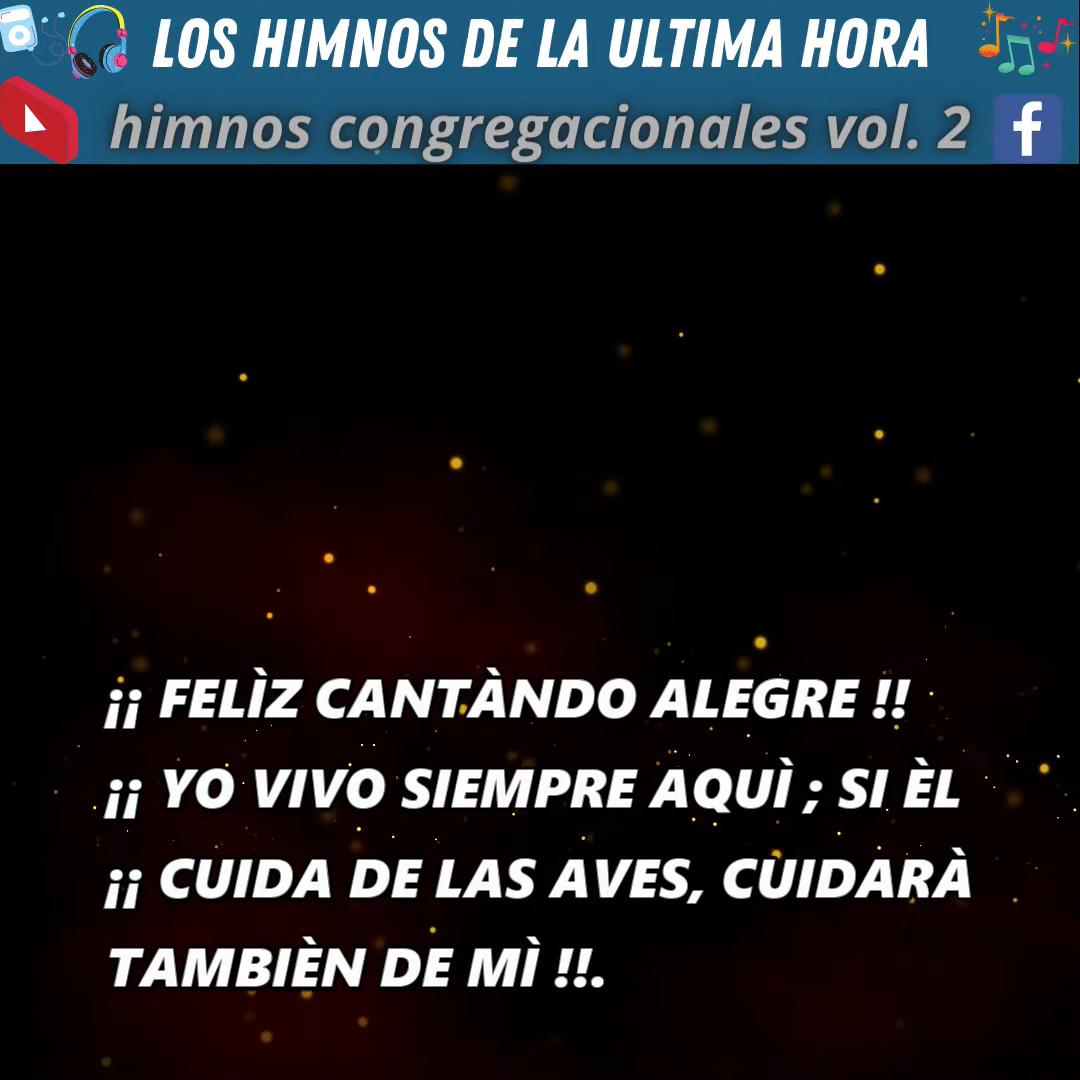 LOS HIMNOS DE LA ULTIMA HORA
himnos congregacionales vol. 2
¡¡ FELÌZ CANTÀNDO ALEGRE !!
¡¡ YO VIVO SIEMPRE AQUÌ ; SI ÈL
¡¡ CUIDA DE LAS AVES, CUIDARÀ
TAMBIÈN DE MÌ !!.